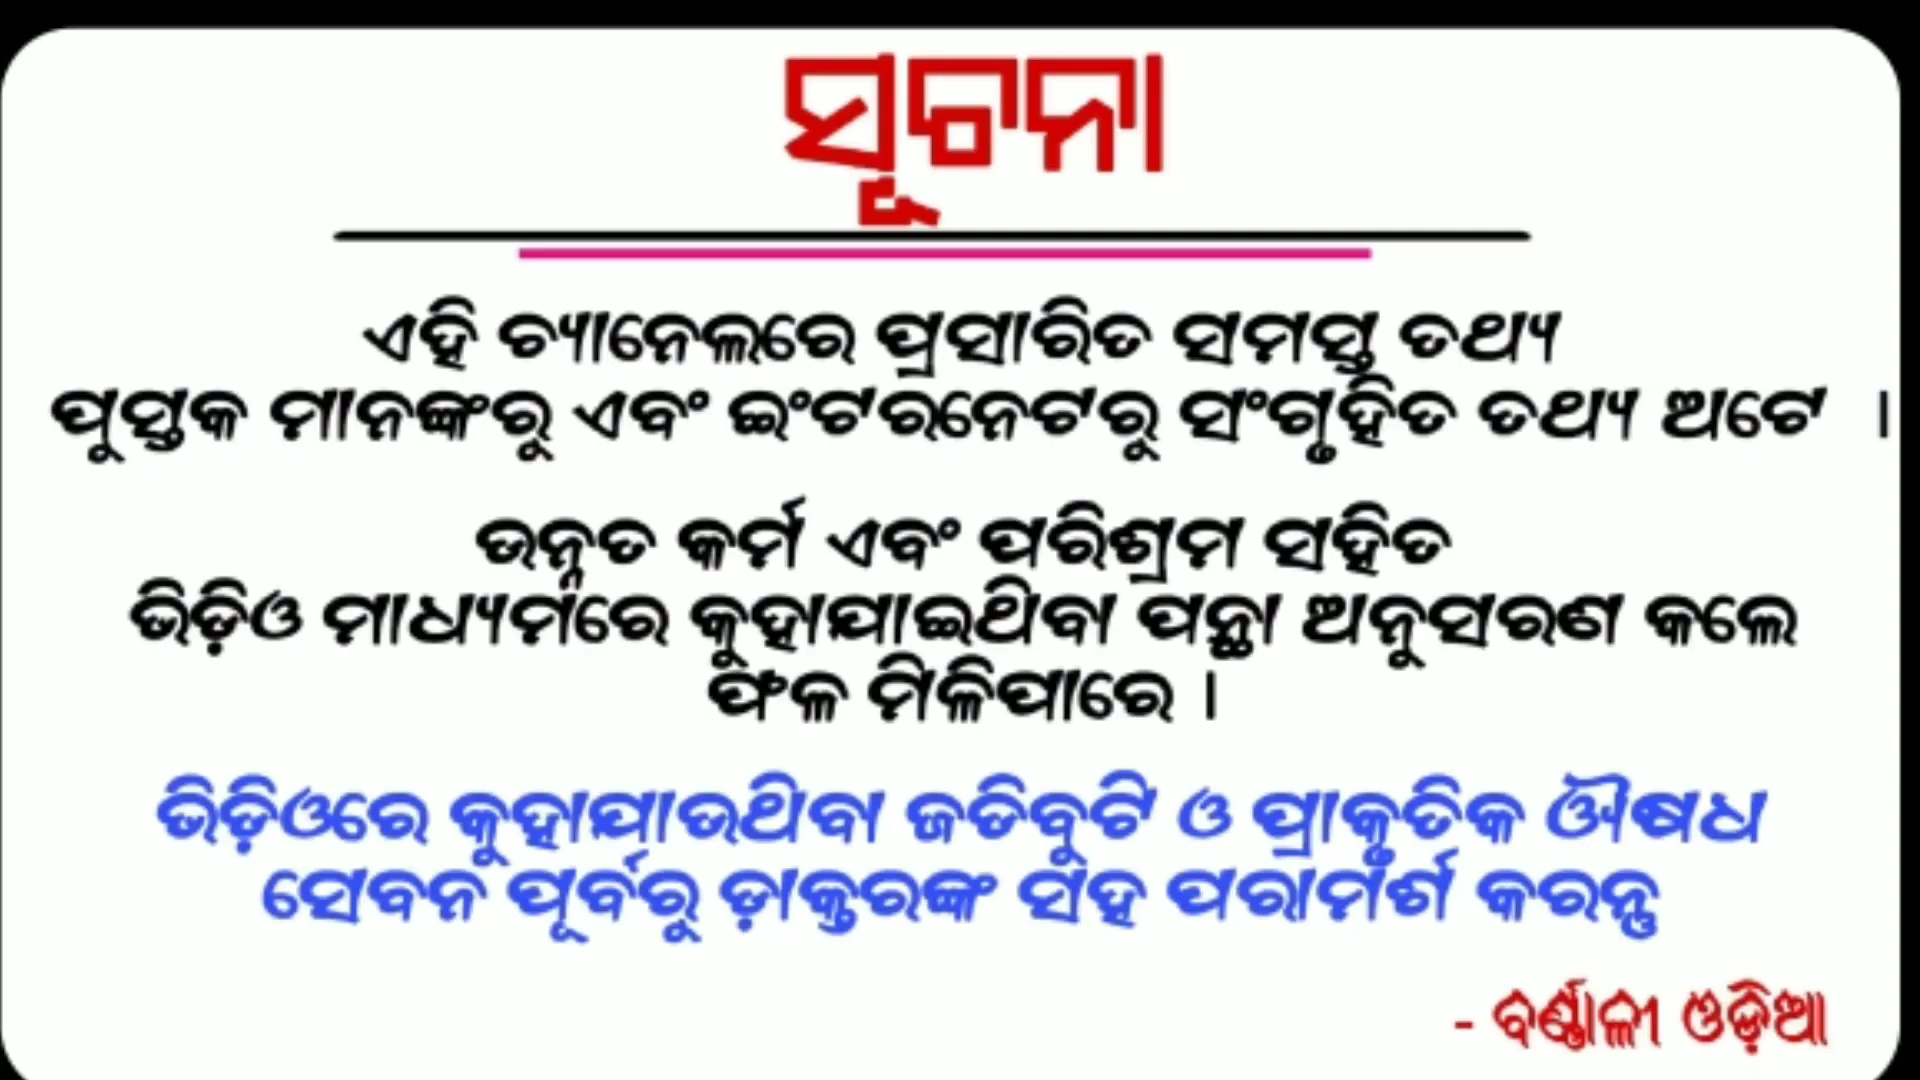 ସୂଚନା
ଏହି ଚ୍ୟାନେଲରେ ପ୍ରସାରିତ ସମସ୍ତ ତଥ୍ୟ
ପୁସ୍ତକ ମାନଙ୍କରୁ ଏବଂ ଇଂଟରନେଟରୁ ସଂଗୃହିତ ତଥ୍ୟ ଅଟେ ।
ଉନ୍ନତ କର୍ମ ଏବଂ ପରିଶ୍ରମ ସହିତ
ଭିଡ଼ିଓ ମାଧ୍ୟମରେ କୁହାଯାଇଥିବା ପନ୍ଥା ଅନୁସରଣ କଲେ
ଫଳ ମିଳିପାରେ ।
ଭିଡ଼ିଓରେ କୁହାଯାଉଥିବା ଜଡିବୁଟି ଓ ପ୍ରାକୃତିକ ଔଷଧ
ସେବନ ପୂର୍ବରୁ ଡ଼ାକ୍ତରଙ୍କ ସହ ପରାମର୍ଶ କରନ୍ତୁ
- ବର୍ଣ୍ଣାଳୀ ଓଡ଼ିଆ